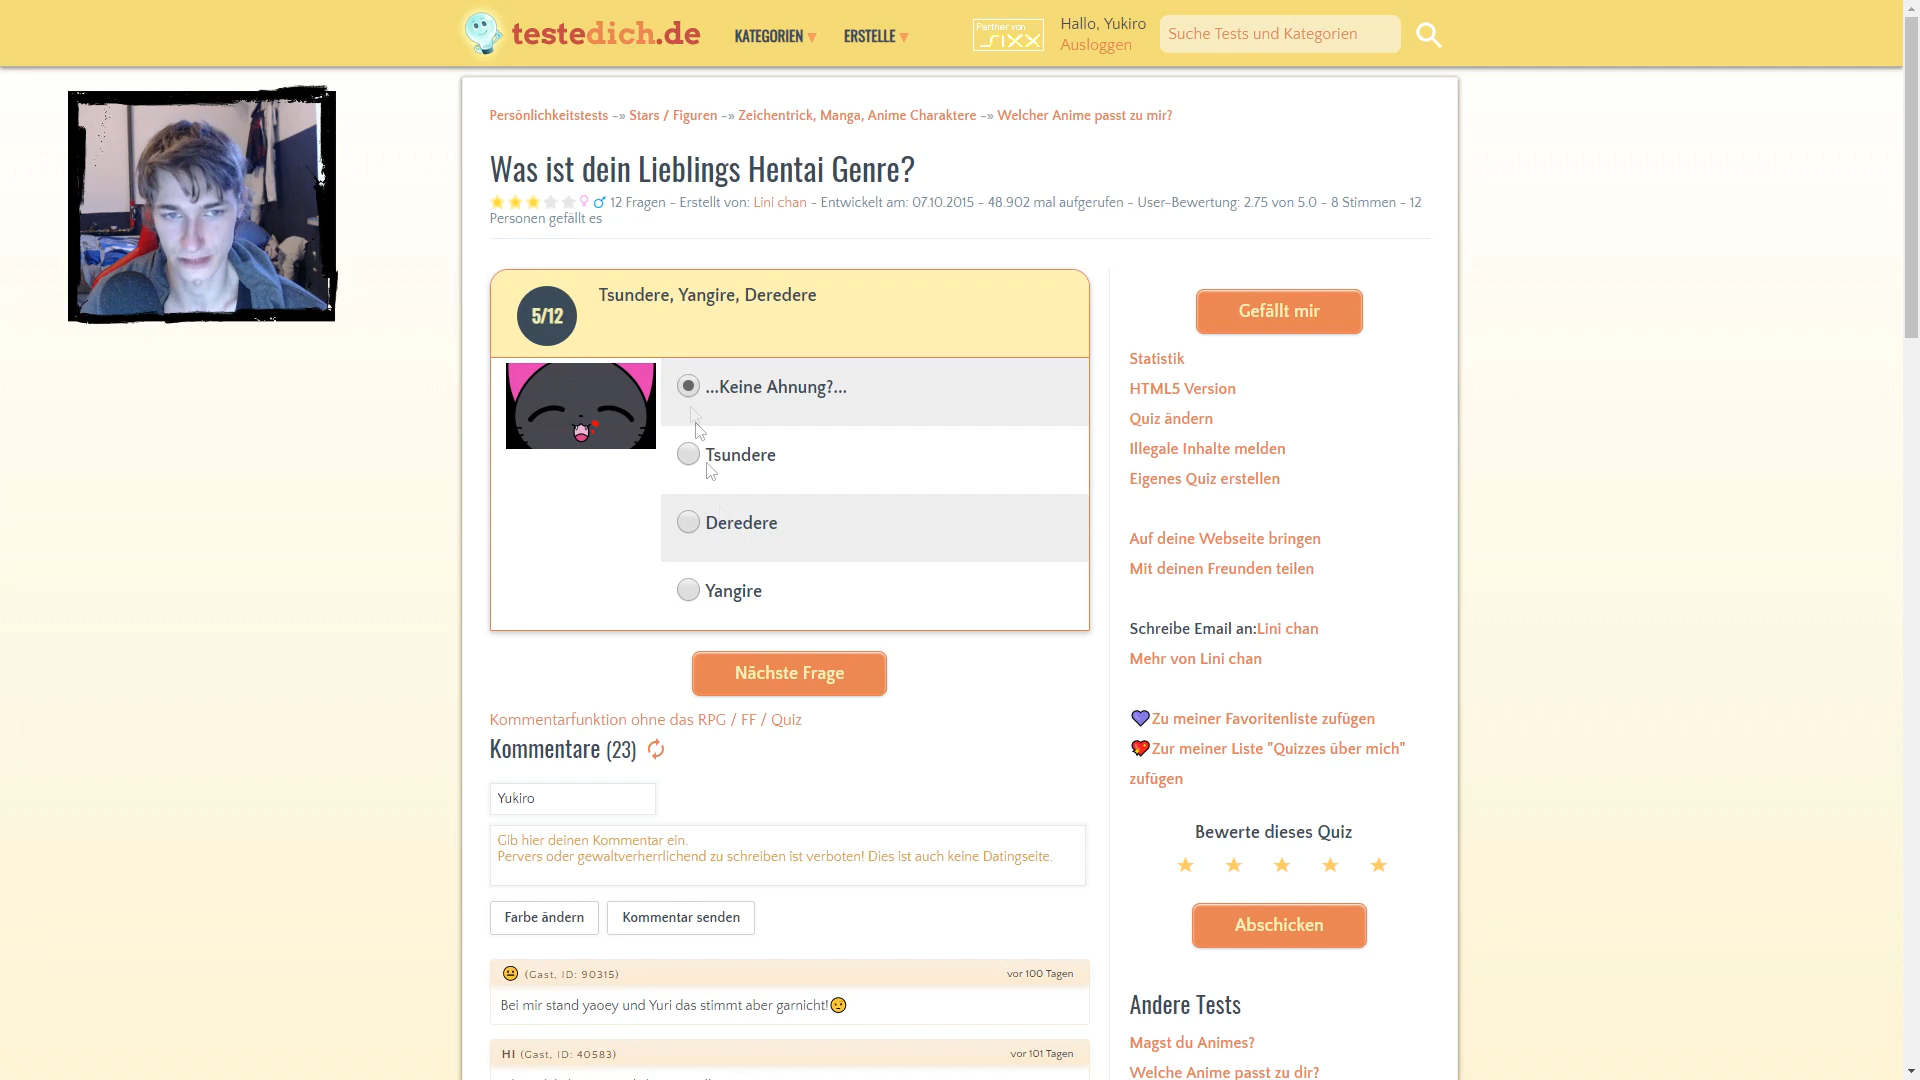 testedich.de
KATEGORIEN ▼
ERSTELLE ▼
Partner von
sixx
Hallo, Yukiro
Ausloggen
Suche Tests und Kategorien
Persönlichkeitstests -» Stars / Figuren -» Zeichentrick, Manga, Anime Charaktere -» Welcher Anime passt zu mir?
Was ist dein Lieblings Hentai Genre?
12 Fragen - Erstellt von: Lini chan - Entwickelt am: 07.10.2015 - 48.902 mal aufgerufen - User-Bewertung: 2.75 von 5.0 - 8 Stimmen - 12
Personen gefällt es
5/12
Tsundere, Yangire, Deredere
...Keine Ahnung?...
Tsundere
Deredere
Yangire
Nächste Frage
Kommentarfunktion ohne das RPG / FF / Quiz
Kommentare (23)
Yukiro
Gib hier deinen Kommentar ein.
Pervers oder gewaltverherrlichend zu schreiben ist verboten! Dies ist auch keine Datingseite.
Farbe ändern
Kommentar senden
(Gast, ID: 90315)
vor 100 Tagen
Bei mir stand yaoey und Yuri das stimmt aber garnicht!
HI (Gast, ID: 40583)
vor 101 Tagen
Gefällt mir
Statistik
HTML5 Version
Quiz ändern
Illegale Inhalte melden
Eigenes Quiz erstellen
Auf deine Webseite bringen
Mit deinen Freunden teilen
Schreibe Email an:Lini chan
Mehr von Lini chan
Zu meiner Favoritenliste zufügen
Zur meiner Liste "Quizzes über mich"
zufügen
Bewerte dieses Quiz
Abschicken
Andere Tests
Magst du Animes?
Welche Anime passt zu dir?